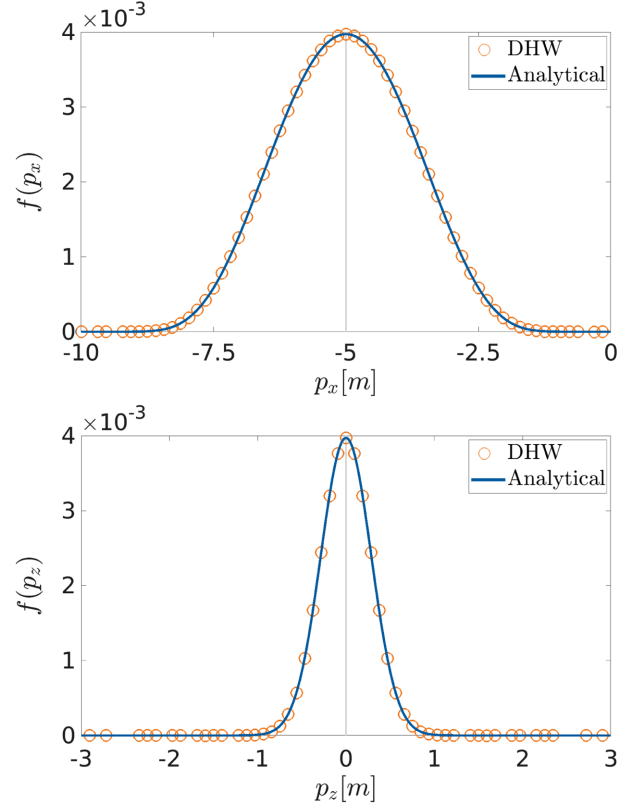 ×10⁻³
4
3
2
1
0
f(pₓ)
DHW
Analytical
-10 -7.5 -5 -2.5 0
pₓ[m]
×10⁻³
4
3
2
1
0
f(p_z)
DHW
Analytical
-3 -2 -1 0 1 2 3
p_z[m]